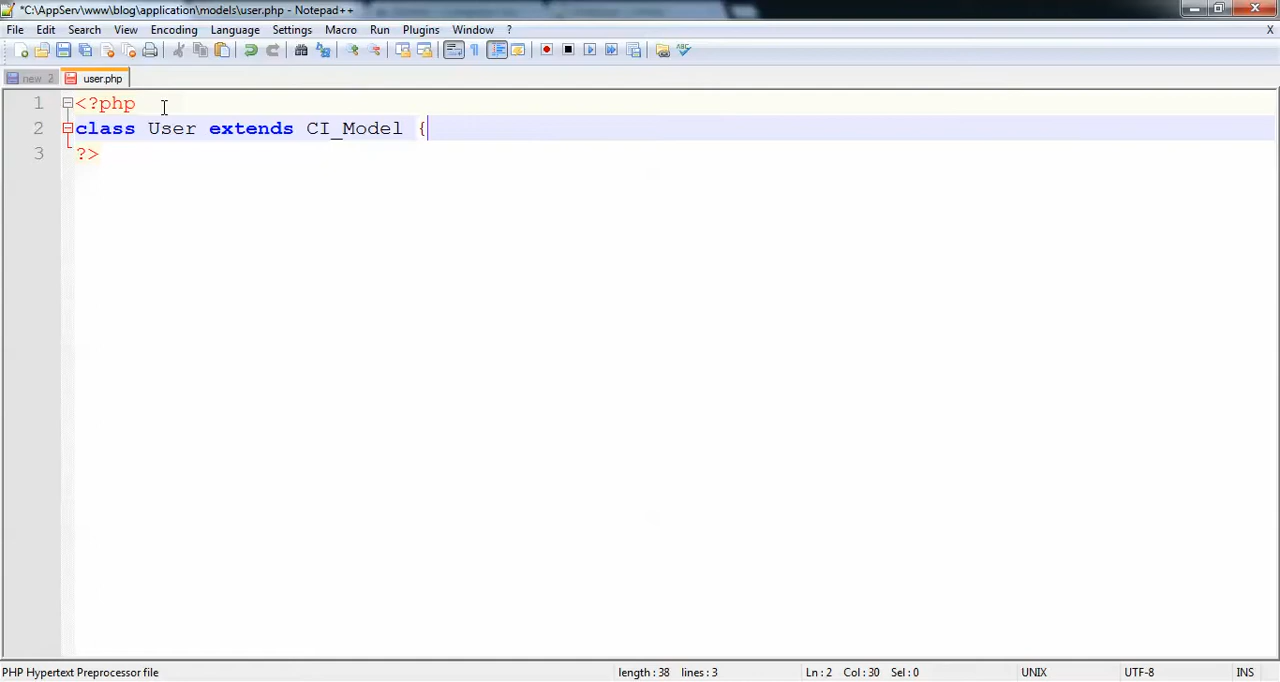 *C:\AppServ\www\blog\application\models\user.php - Notepad++
File Edit Search View Encoding Language Settings Macro Run Plugins Window ? X
new 2 user.php
1 <?php
2 class User extends CI_Model {
3 ?>
PHP Hypertext Preprocessor file length : 38 lines : 3 Ln : 2 Col : 30 Sel : 0 UNIX UTF-8 INS